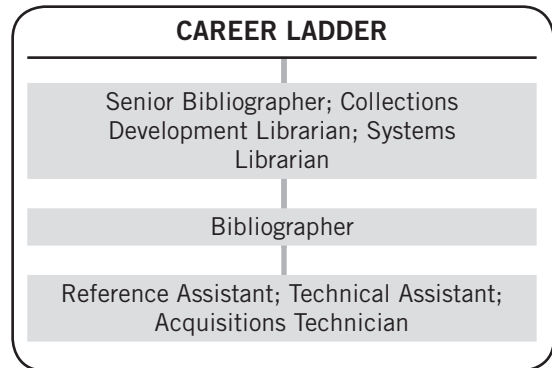 CAREER LADDER
Senior Bibliographer; Collections
Development Librarian; Systems
Librarian
Bibliographer
Reference Assistant; Technical Assistant;
Acquisitions Technician